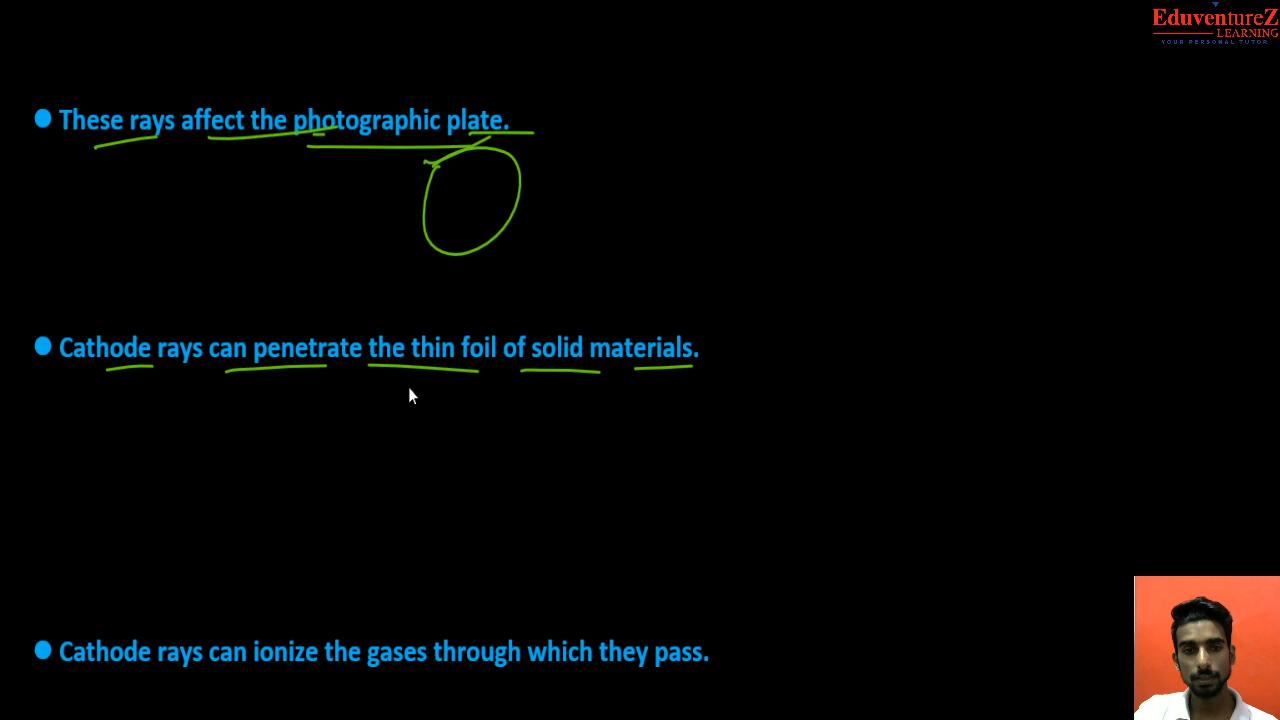 EduventureZ
LEARNING
YOUR PERSONAL TUTOR
● These rays affect the photographic plate.
● Cathode rays can penetrate the thin foil of solid materials.
● Cathode rays can ionize the gases through which they pass.